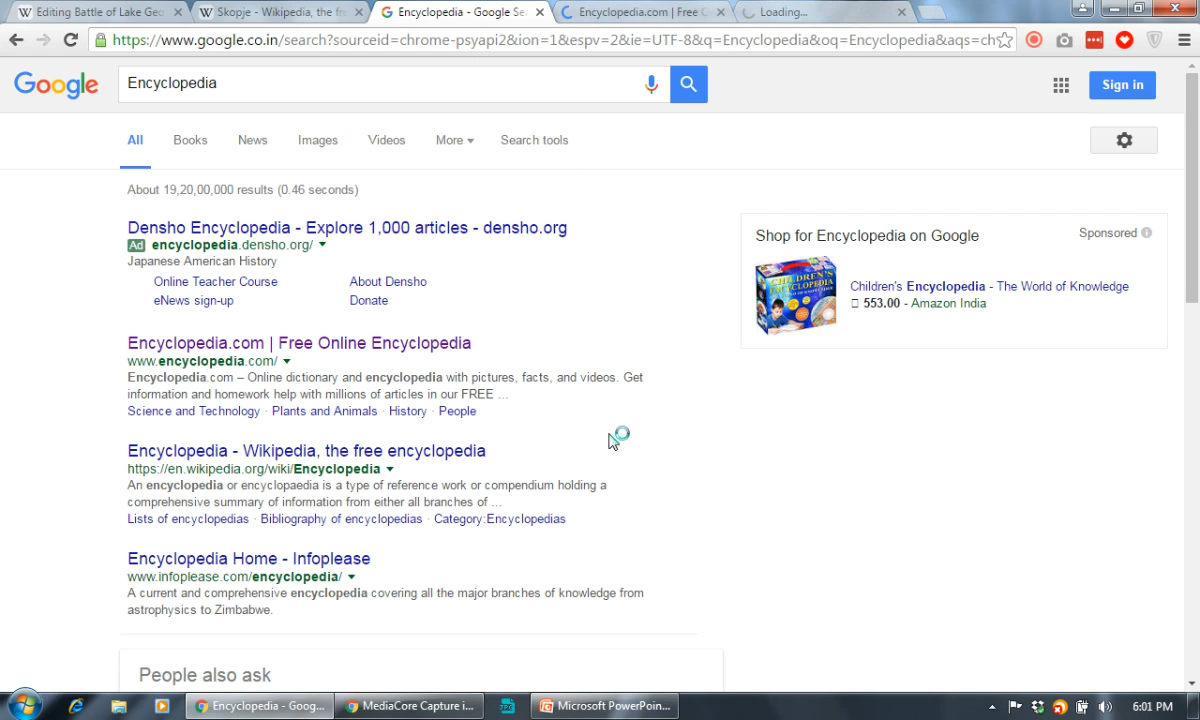 Editing Battle of Lake Geo
Skopje - Wikipedia, the fre
Encyclopedia - Google Se
Encyclopedia.com | Free O
Loading...
https://www.google.co.in/search?sourceid=chrome-psyapi2&ion=1&espv=2&ie=UTF-8&q=Encyclopedia&oq=Encyclopedia&aqs=ch
Google
Encyclopedia
Sign in
All
Books
News
Images
Videos
More
Search tools
About 19,20,00,000 results (0.46 seconds)
Densho Encyclopedia - Explore 1,000 articles - densho.org
Ad encyclopedia.densho.org/
Japanese American History
Online Teacher Course
About Densho
eNews sign-up
Donate
Encyclopedia.com | Free Online Encyclopedia
www.encyclopedia.com/
Encyclopedia.com – Online dictionary and encyclopedia with pictures, facts, and videos. Get
information and homework help with millions of articles in our FREE ...
Science and Technology · Plants and Animals · History · People
Encyclopedia - Wikipedia, the free encyclopedia
https://en.wikipedia.org/wiki/Encyclopedia
An encyclopedia or encyclopaedia is a type of reference work or compendium holding a
comprehensive summary of information from either all branches of ...
Lists of encyclopedias · Bibliography of encyclopedias · Category:Encyclopedias
Encyclopedia Home - Infoplease
www.infoplease.com/encyclopedia/
A current and comprehensive encyclopedia covering all the major branches of knowledge from
astrophysics to Zimbabwe.
People also ask
Shop for Encyclopedia on Google
Sponsored
CHILDREN'S
ENCYCLOPEDIA
Children's Encyclopedia - The World of Knowledge
553.00 - Amazon India
Encyclopedia - Goog...
MediaCore Capture i...
Microsoft PowerPoin...
6:01 PM